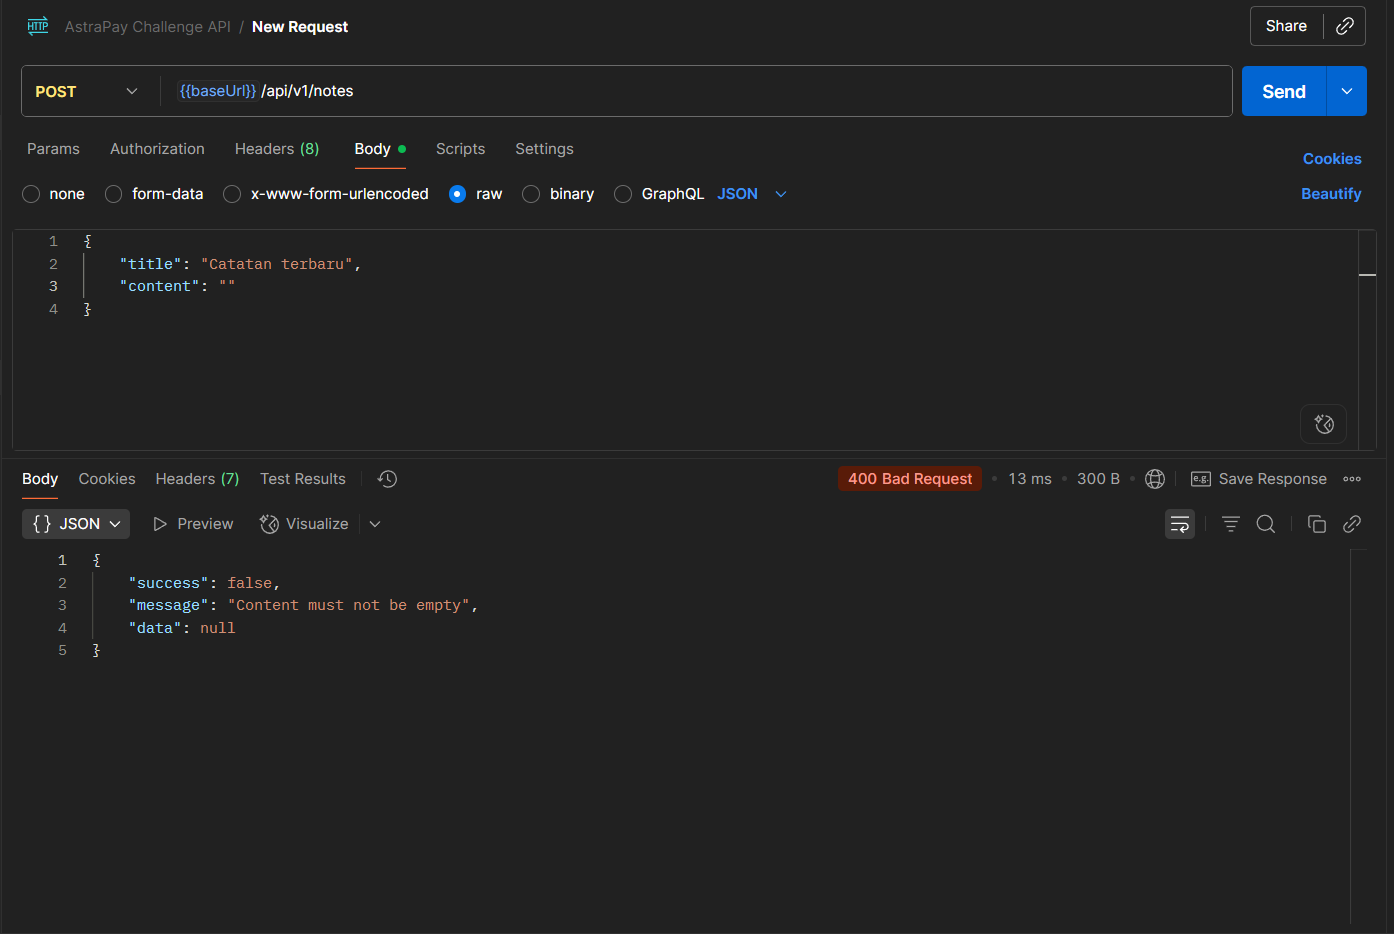 HTTP AstraPay Challenge API / New Request Share
POST {{baseUrl}} /api/v1/notes Send
Params Authorization Headers (8) Body Scripts Settings Cookies
none form-data x-www-form-urlencoded raw binary GraphQL JSON Beautify
1 {
2 "title": "Catatan terbaru",
3 "content": ""
4 }
Body Cookies Headers (7) Test Results 400 Bad Request 13 ms 300 B e.g. Save Response
{} JSON Preview Visualize
1 {
2 "success": false,
3 "message": "Content must not be empty",
4 "data": null
5 }